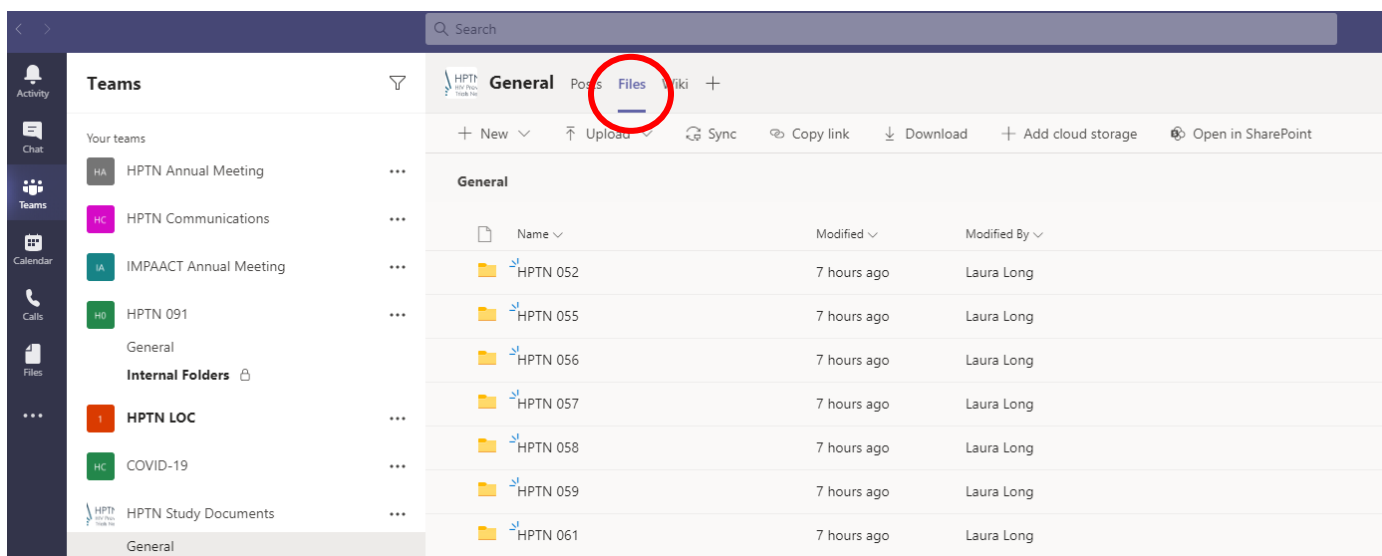 Search
Activity
Chat
Teams
Calendar
Calls
Files
Teams
Your teams
HA HPTN Annual Meeting
HC HPTN Communications
IA IMPAACT Annual Meeting
H0 HPTN 091
General
Internal Folders
1 HPTN LOC
HC COVID-19
HPTN HPTN Study Documents
General
HPTN General Posts Files Wiki
New Upload Sync Copy link Download Add cloud storage Open in SharePoint
General
Name Modified Modified By
HPTN 052 7 hours ago Laura Long
HPTN 055 7 hours ago Laura Long
HPTN 056 7 hours ago Laura Long
HPTN 057 7 hours ago Laura Long
HPTN 058 7 hours ago Laura Long
HPTN 059 7 hours ago Laura Long
HPTN 061 7 hours ago Laura Long